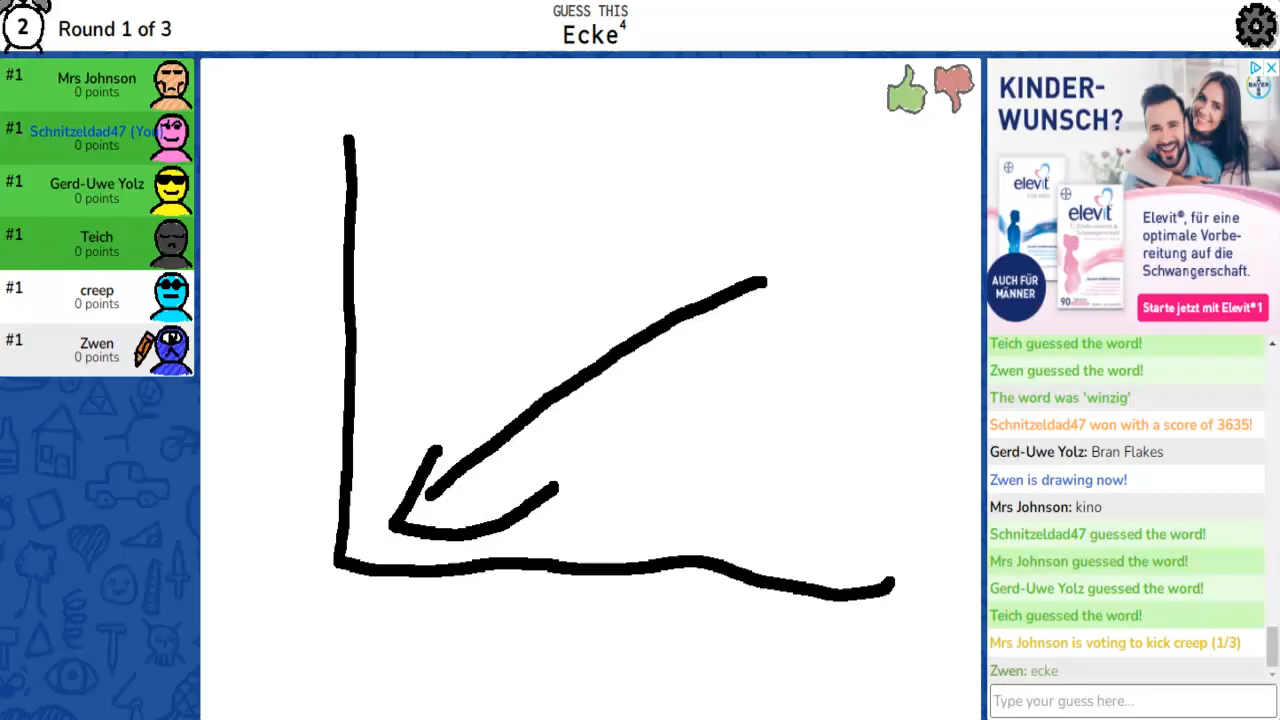 2
Round 1 of 3
GUESS THIS
Ecke4
#1
Mrs Johnson
0 points
#1
Schnitzeldad47 (You)
0 points
#1
Gerd-Uwe Yolz
0 points
#1
Teich
0 points
#1
creep
0 points
#1
Zwen
0 points
KINDER-
WUNSCH?
elevit
elevit
AUCH FÜR
MÄNNER
Elevit®, für eine
optimale Vorbe-
reitung auf die
Schwangerschaft.
Starte jetzt mit Elevit®1
Teich guessed the word!
Zwen guessed the word!
The word was 'winzig'
Schnitzeldad47 won with a score of 3635!
Gerd-Uwe Yolz: Bran Flakes
Zwen is drawing now!
Mrs Johnson: kino
Schnitzeldad47 guessed the word!
Mrs Johnson guessed the word!
Gerd-Uwe Yolz guessed the word!
Teich guessed the word!
Mrs Johnson is voting to kick creep (1/3)
Zwen: ecke
Type your guess here...